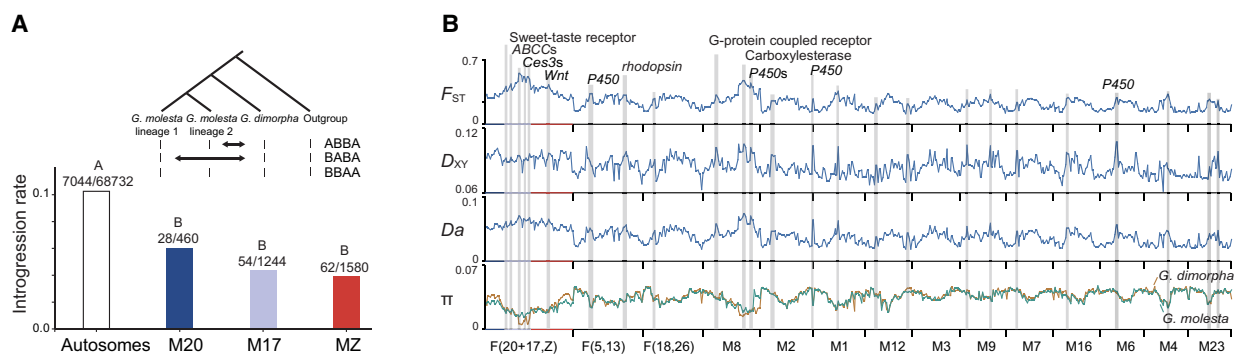 A
G. molesta G. molesta G. dimorpha Outgroup
lineage 1 lineage 2
ABBA
BABA
BBAA
Introgression rate
0.1
0.0
A
7044/68732
B
28/460
B
54/1244
B
62/1580
Autosomes M20 M17 MZ
B
Sweet-taste receptor
ABCCs
Ces3s
Wnt
P450
rhodopsin
G-protein coupled receptor
Carboxylesterase
P450s
P450
P450
0.7
FST
0
0.12
DXY
0.06
0.1
Da
0
0.07
π
0
G. dimorpha
G. molesta
F(20+17,Z) F(5,13) F(18,26) M8 M2 M1 M12 M3 M9 M7 M16 M6 M4 M23